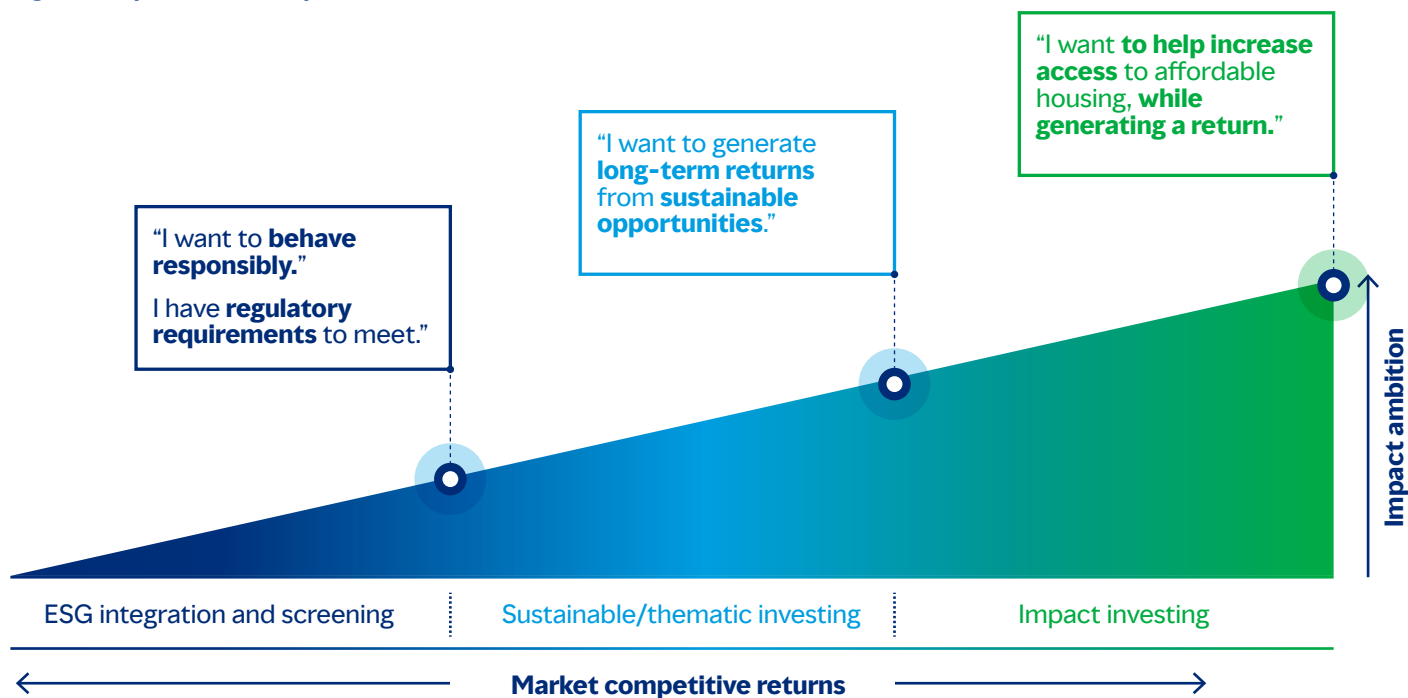 “I want to help increase
access to affordable
housing, while
generating a return.”
“I want to generate
long-term returns
from sustainable
opportunities.”
“I want to behave
responsibly.”
I have regulatory
requirements to meet.”
Impact ambition
ESG integration and screening
Sustainable/thematic investing
Impact investing
Market competitive returns